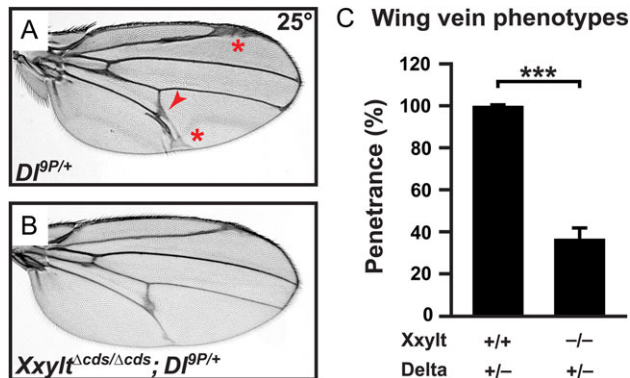 A
25°
*
*
Dl9P/+
B
XxyltΔcds/Δcds; Dl9P/+
C Wing vein phenotypes
***
Penetrance (%)
120
100
80
60
40
20
0
Xxylt +/+ −/−
Delta +/− +/−